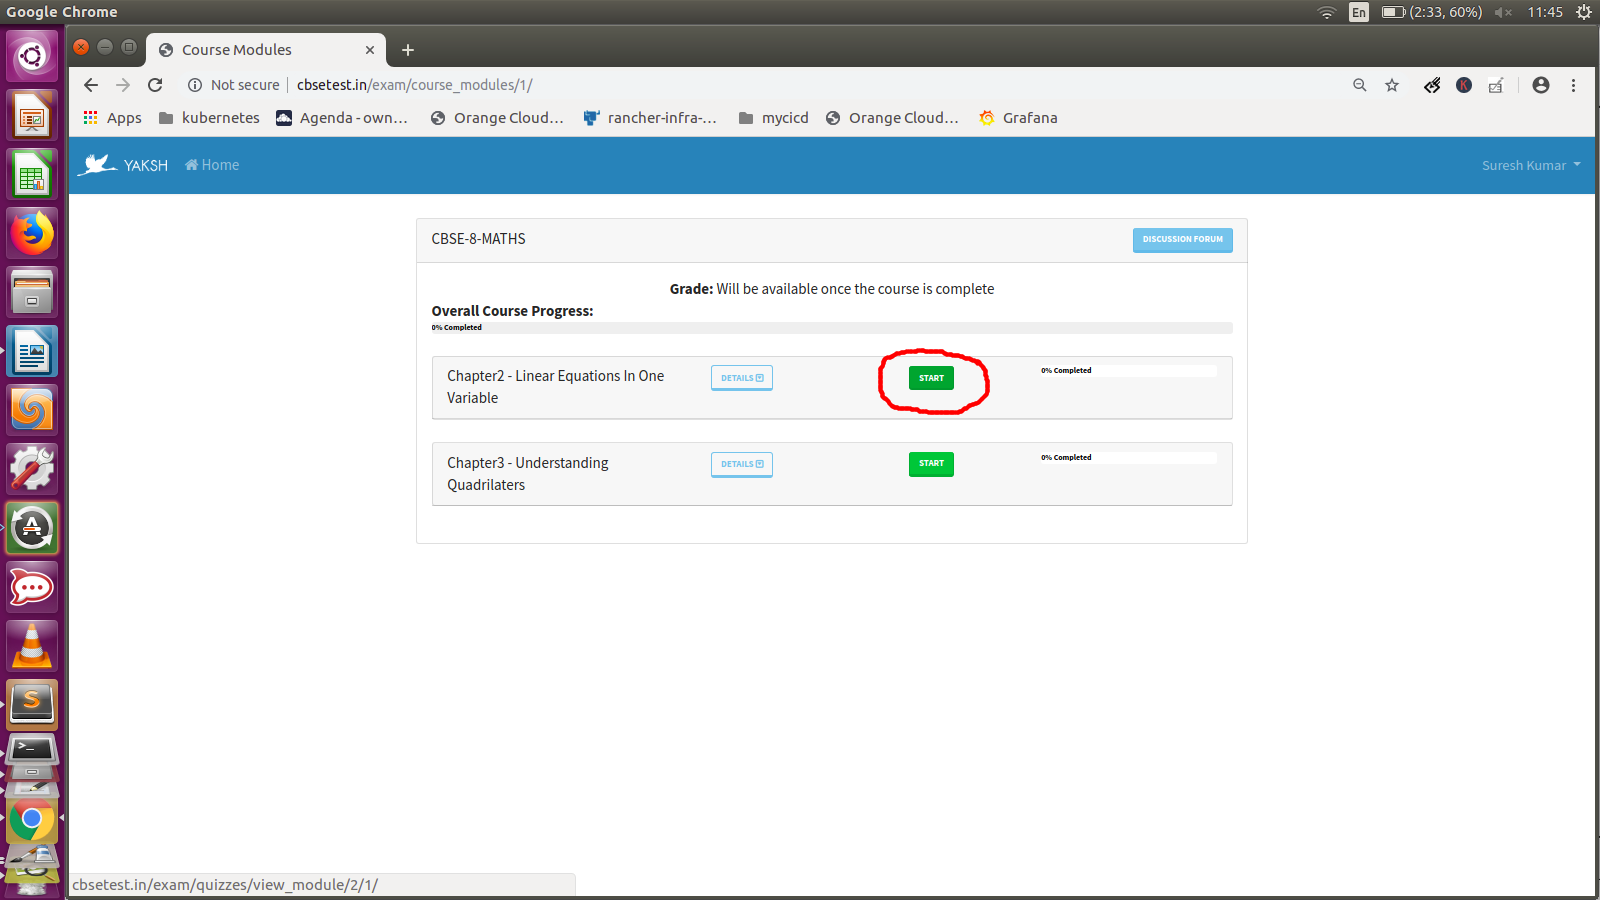 Google Chrome
En
(2:33, 60%)
11:45
Course Modules
Not secure
cbsetest.in/exam/course_modules/1/
K
Apps
kubernetes
Agenda - own...
Orange Cloud...
rancher-infra-...
mycicd
Orange Cloud...
Grafana
YAKSH
Home
Suresh Kumar
CBSE-8-MATHS
DISCUSSION FORUM
Grade: Will be available once the course is complete
Overall Course Progress:
0% Completed
Chapter2 - Linear Equations In One
Variable
DETAILS
START
0% Completed
Chapter3 - Understanding
Quadrilaters
DETAILS
START
0% Completed
cbsetest.in/exam/quizzes/view_module/2/1/